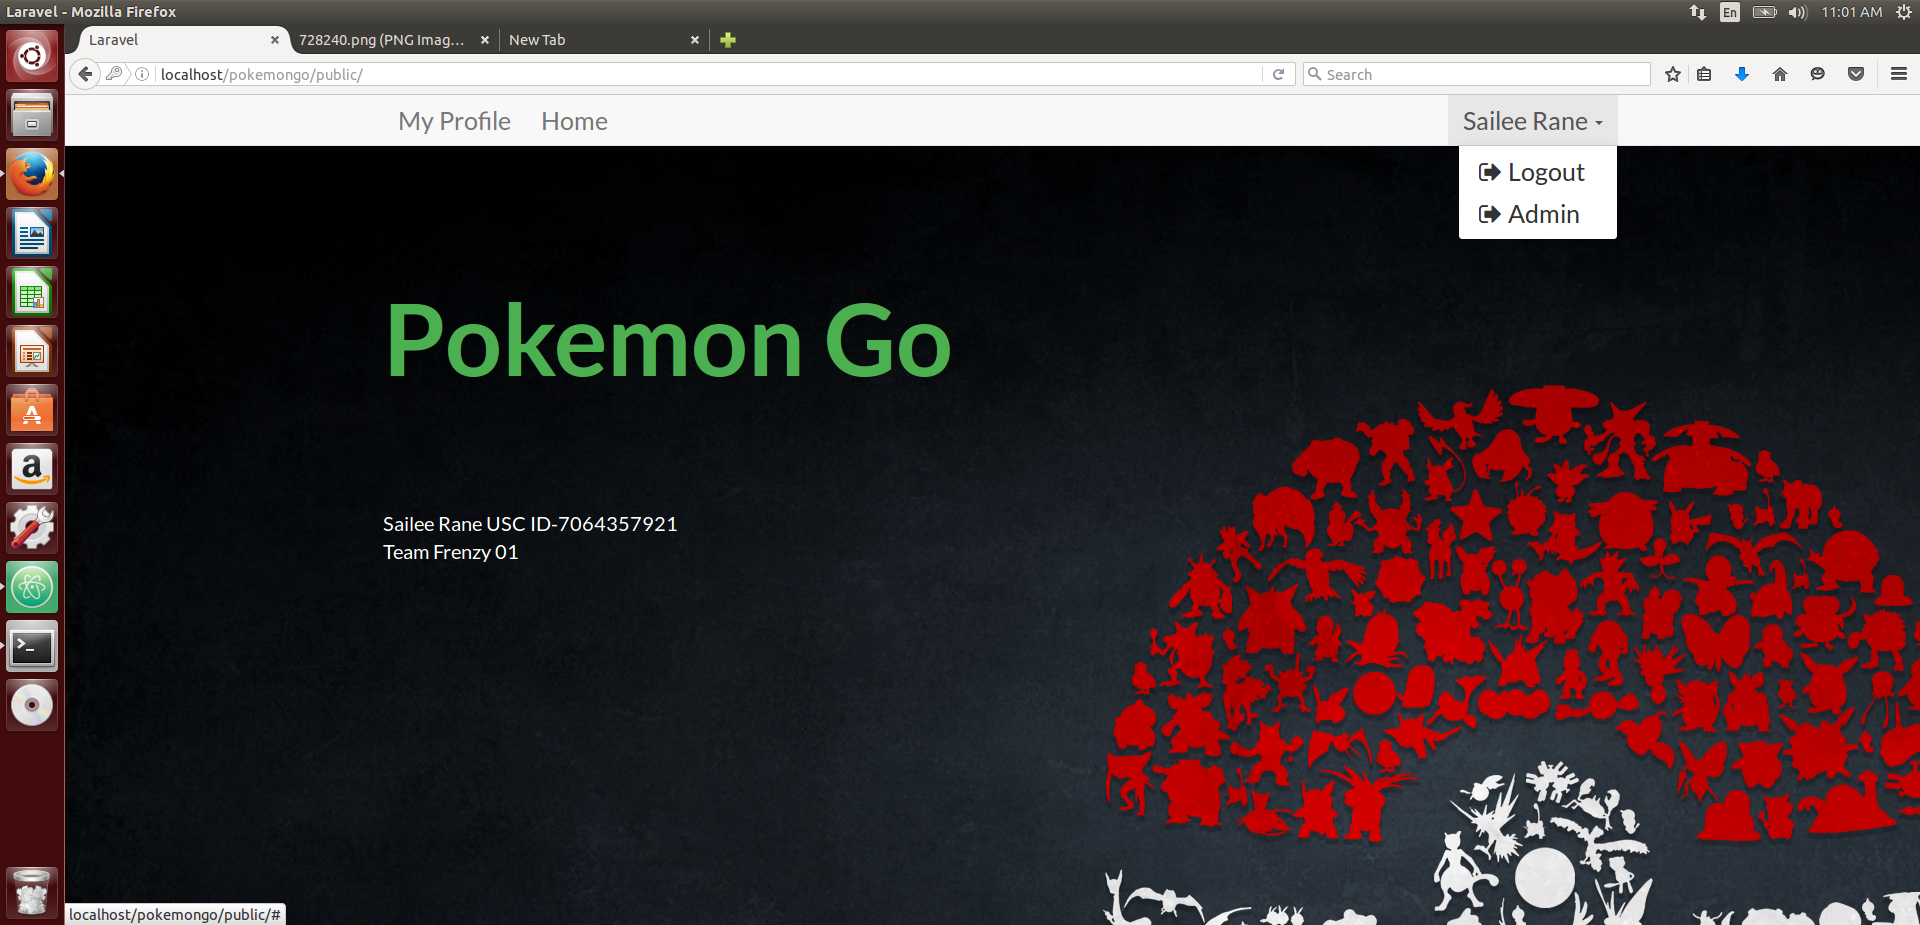 Laravel - Mozilla Firefox
En
11:01 AM
Laravel
728240.png (PNG Imag...
New Tab
localhost/pokemongo/public/
Search
My Profile
Home
Sailee Rane
Logout
Admin
Pokemon Go
Sailee Rane USC ID-7064357921
Team Frenzy 01
localhost/pokemongo/public/#